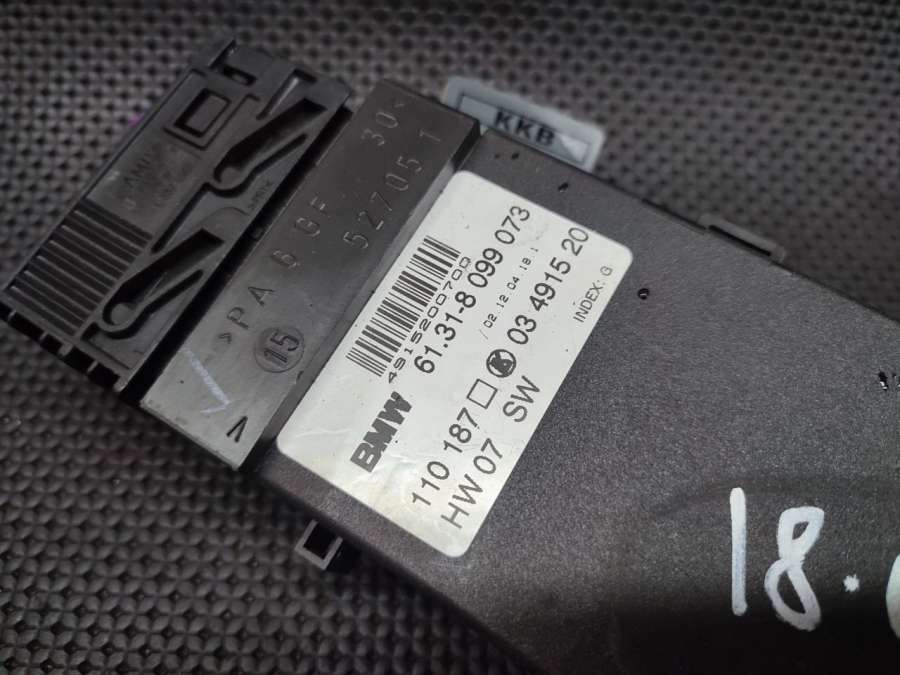 KKB
>PA 6 GF 30<
527051
15
4915200700
BMW 61.31-8 099 073
/ 02.12.04.18.1
110 187 03 4915 20
HW 07 SW
INDEX: G
18.